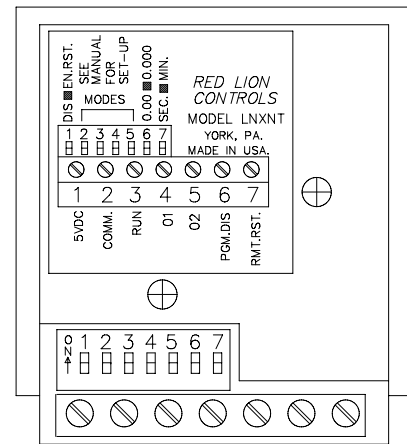 DIS ■ EN.RST.
SEE
MANUAL
FOR
SET-UP
MODES
0.00 ■ 0.000
SEC. ■ MIN.
RED LION
CONTROLS
MODEL LNXNT
YORK, PA.
MADE IN USA.
1 2 3 4 5 6 7
1 2 3 4 5 6 7
5VDC
COMM.
RUN
O1
O2
PGM.DIS
RMT.RST.
ON↑
1 2 3 4 5 6 7